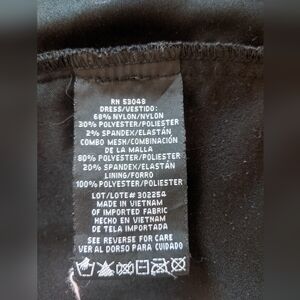 RN 53048
DRESS/VESTIDO:
68% NYLON/NYLON
30% POLYESTER/POLIESTER
2% SPANDEX/ELASTÁN
COMBO MESH/COMBINACIÓN
DE LA MALLA
80% POLYESTER/POLIESTER
20% SPANDEX/ELASTÁN
LINING/FORRO
100% POLYESTER/POLIESTER
LOT/LOTE# 302254
MADE IN VIETNAM
OF IMPORTED FABRIC
HECHO EN VIETNAM
DE TELA IMPORTADA
SEE REVERSE FOR CARE
VER AL DORSO PARA CUIDADO